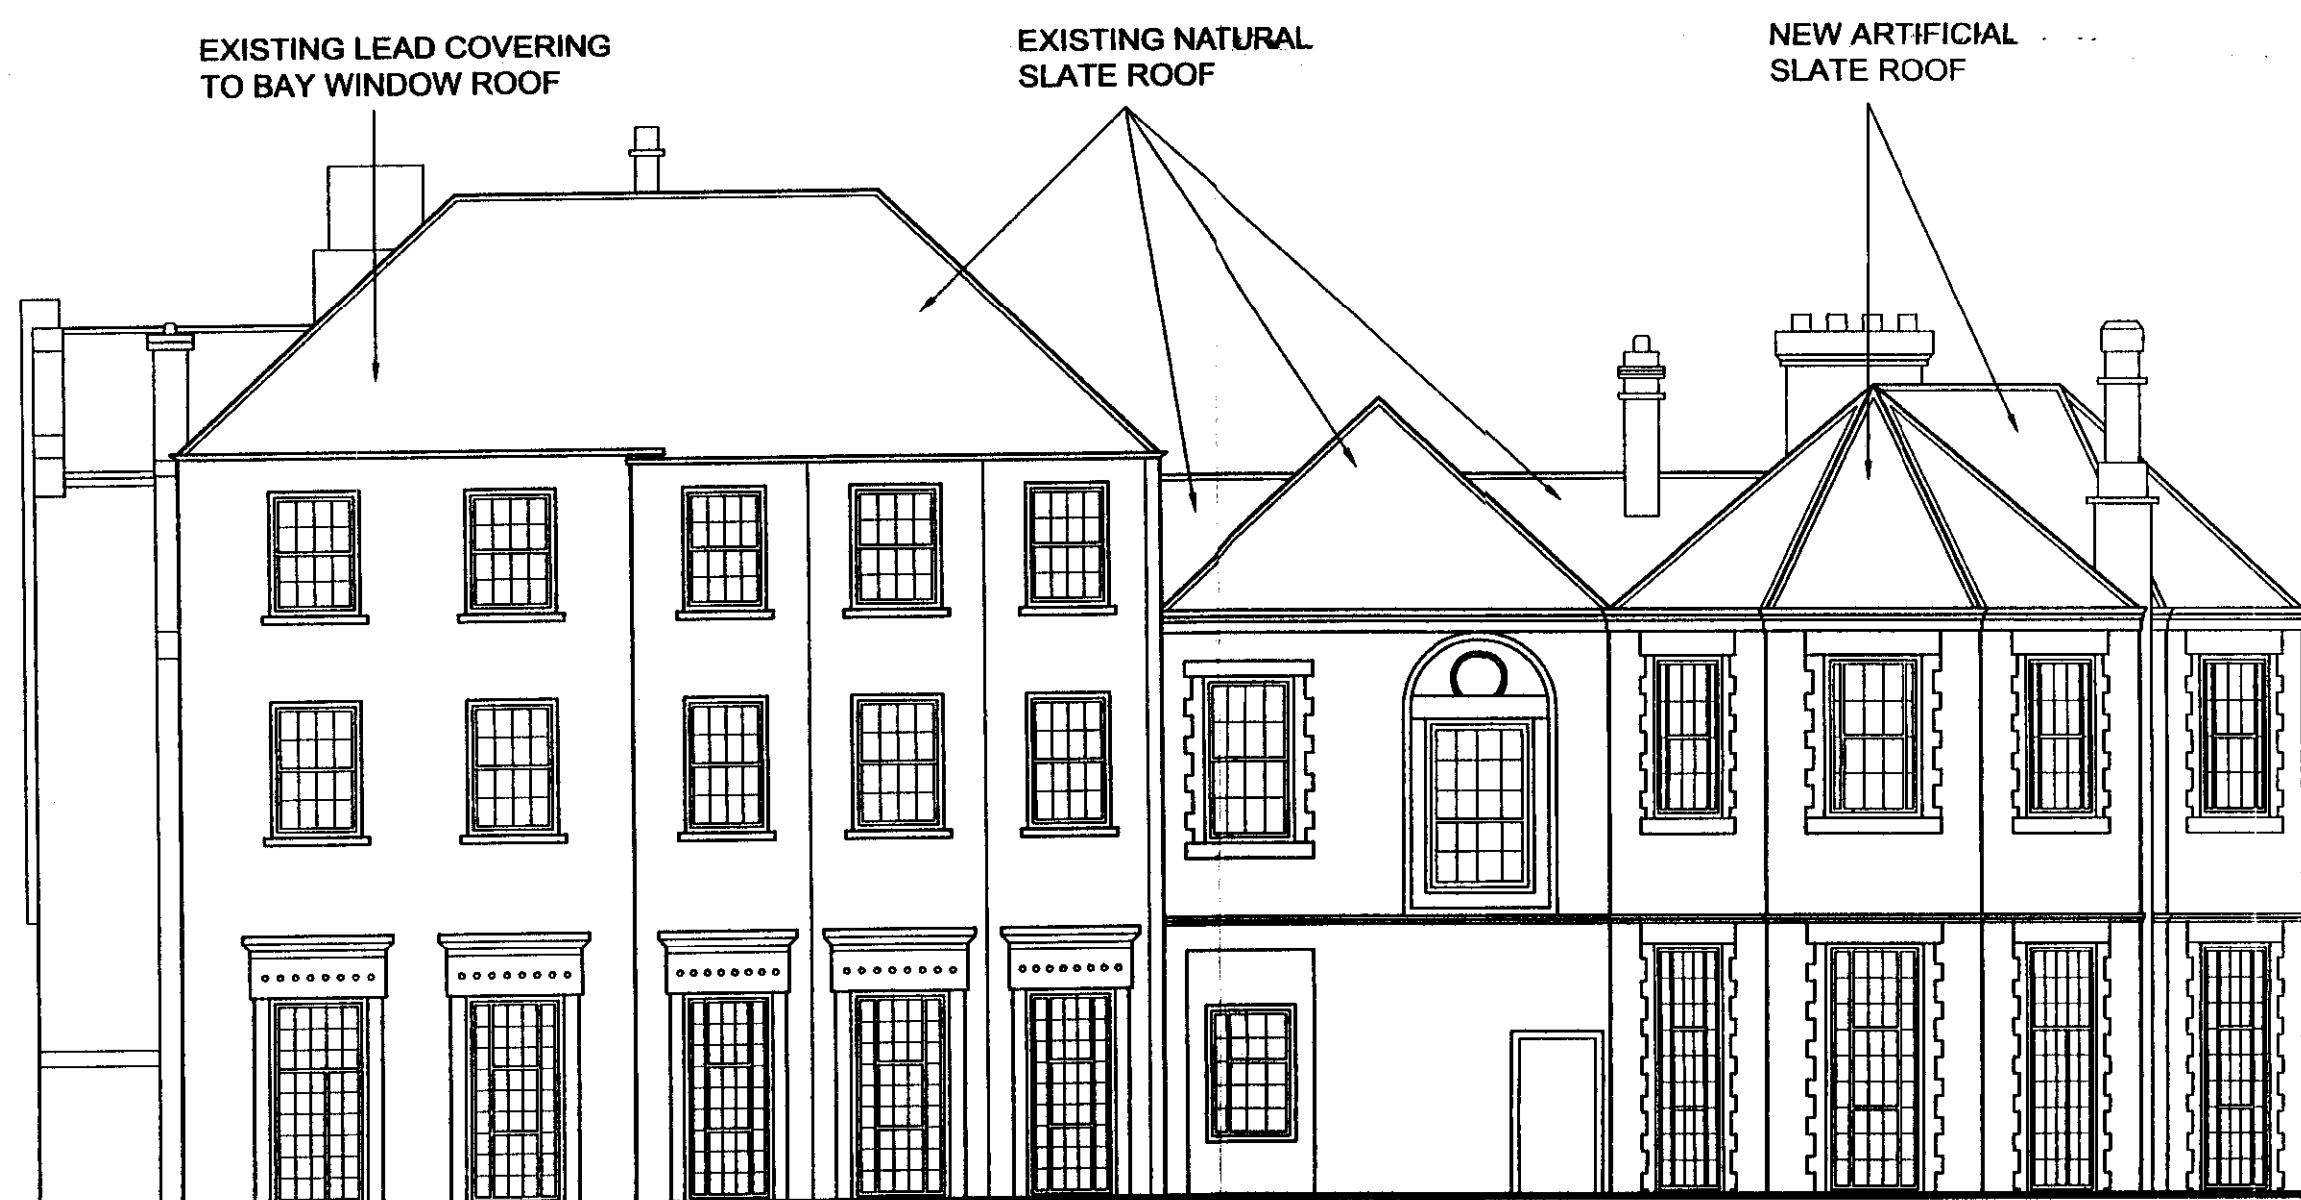 EXISTING LEAD COVERING
TO BAY WINDOW ROOF
EXISTING NATURAL
SLATE ROOF
NEW ARTIFICIAL
SLATE ROOF